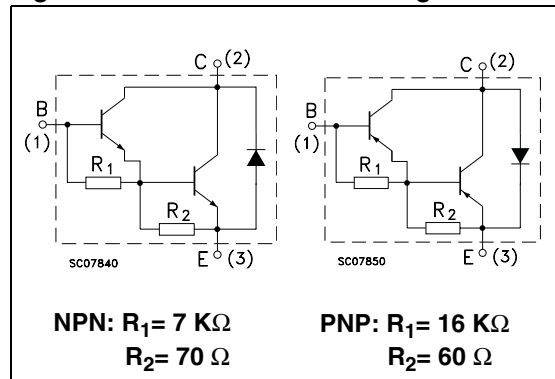 C (2)
B
(1)
R1
R2
E (3)
SC07840
C (2)
B
(1)
R1
R2
E (3)
SC07850
NPN: R1= 7 KΩ
R2= 70 Ω
PNP: R1= 16 KΩ
R2= 60 Ω